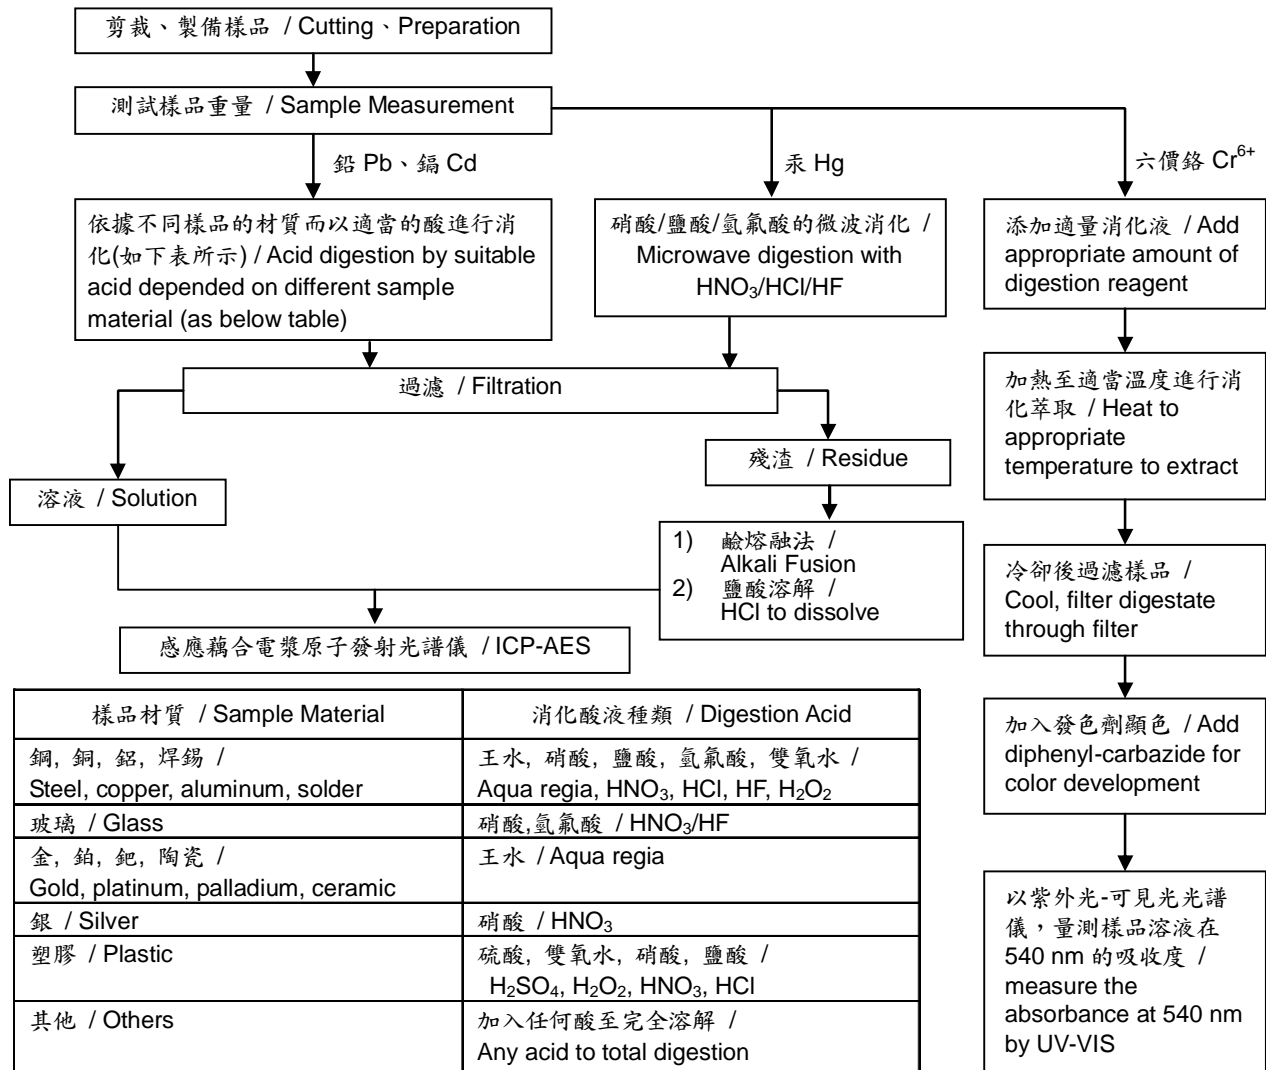 剪裁、製備樣品 / Cutting、Preparation
測試樣品重量 / Sample Measurement
鉛 Pb、鎘 Cd
汞 Hg
六價鉻 Cr6+
依據不同樣品的材質而以適當的酸進行消
化(如下表所示) / Acid digestion by suitable
acid depended on different sample
material (as below table)
硝酸/鹽酸/氫氟酸的微波消化 /
Microwave digestion with
HNO3/HCl/HF
添加適量消化液 / Add
appropriate amount of
digestion reagent
過濾 / Filtration
加熱至適當溫度進行消
化萃取 / Heat to
appropriate
temperature to extract
溶液 / Solution
殘渣 / Residue
1) 鹼熔融法 /
Alkali Fusion
2) 鹽酸溶解 /
HCl to dissolve
冷卻後過濾樣品 /
Cool, filter digestate
through filter
感應藕合電漿原子發射光譜儀 / ICP-AES
加入發色劑顯色 / Add
diphenyl-carbazide for
color development
以紫外光-可見光光譜
儀，量測樣品溶液在
540 nm 的吸收度 /
measure the
absorbance at 540 nm
by UV-VIS
樣品材質 / Sample Material
消化酸液種類 / Digestion Acid
鋼, 銅, 鋁, 焊錫 /
Steel, copper, aluminum, solder
王水, 硝酸, 鹽酸, 氫氟酸, 雙氧水 /
Aqua regia, HNO3, HCl, HF, H2O2
玻璃 / Glass
硝酸,氫氟酸 / HNO3/HF
金, 鉑, 鈀, 陶瓷 /
Gold, platinum, palladium, ceramic
王水 / Aqua regia
銀 / Silver
硝酸 / HNO3
塑膠 / Plastic
硫酸, 雙氧水, 硝酸, 鹽酸 /
H2SO4, H2O2, HNO3, HCl
其他 / Others
加入任何酸至完全溶解 /
Any acid to total digestion